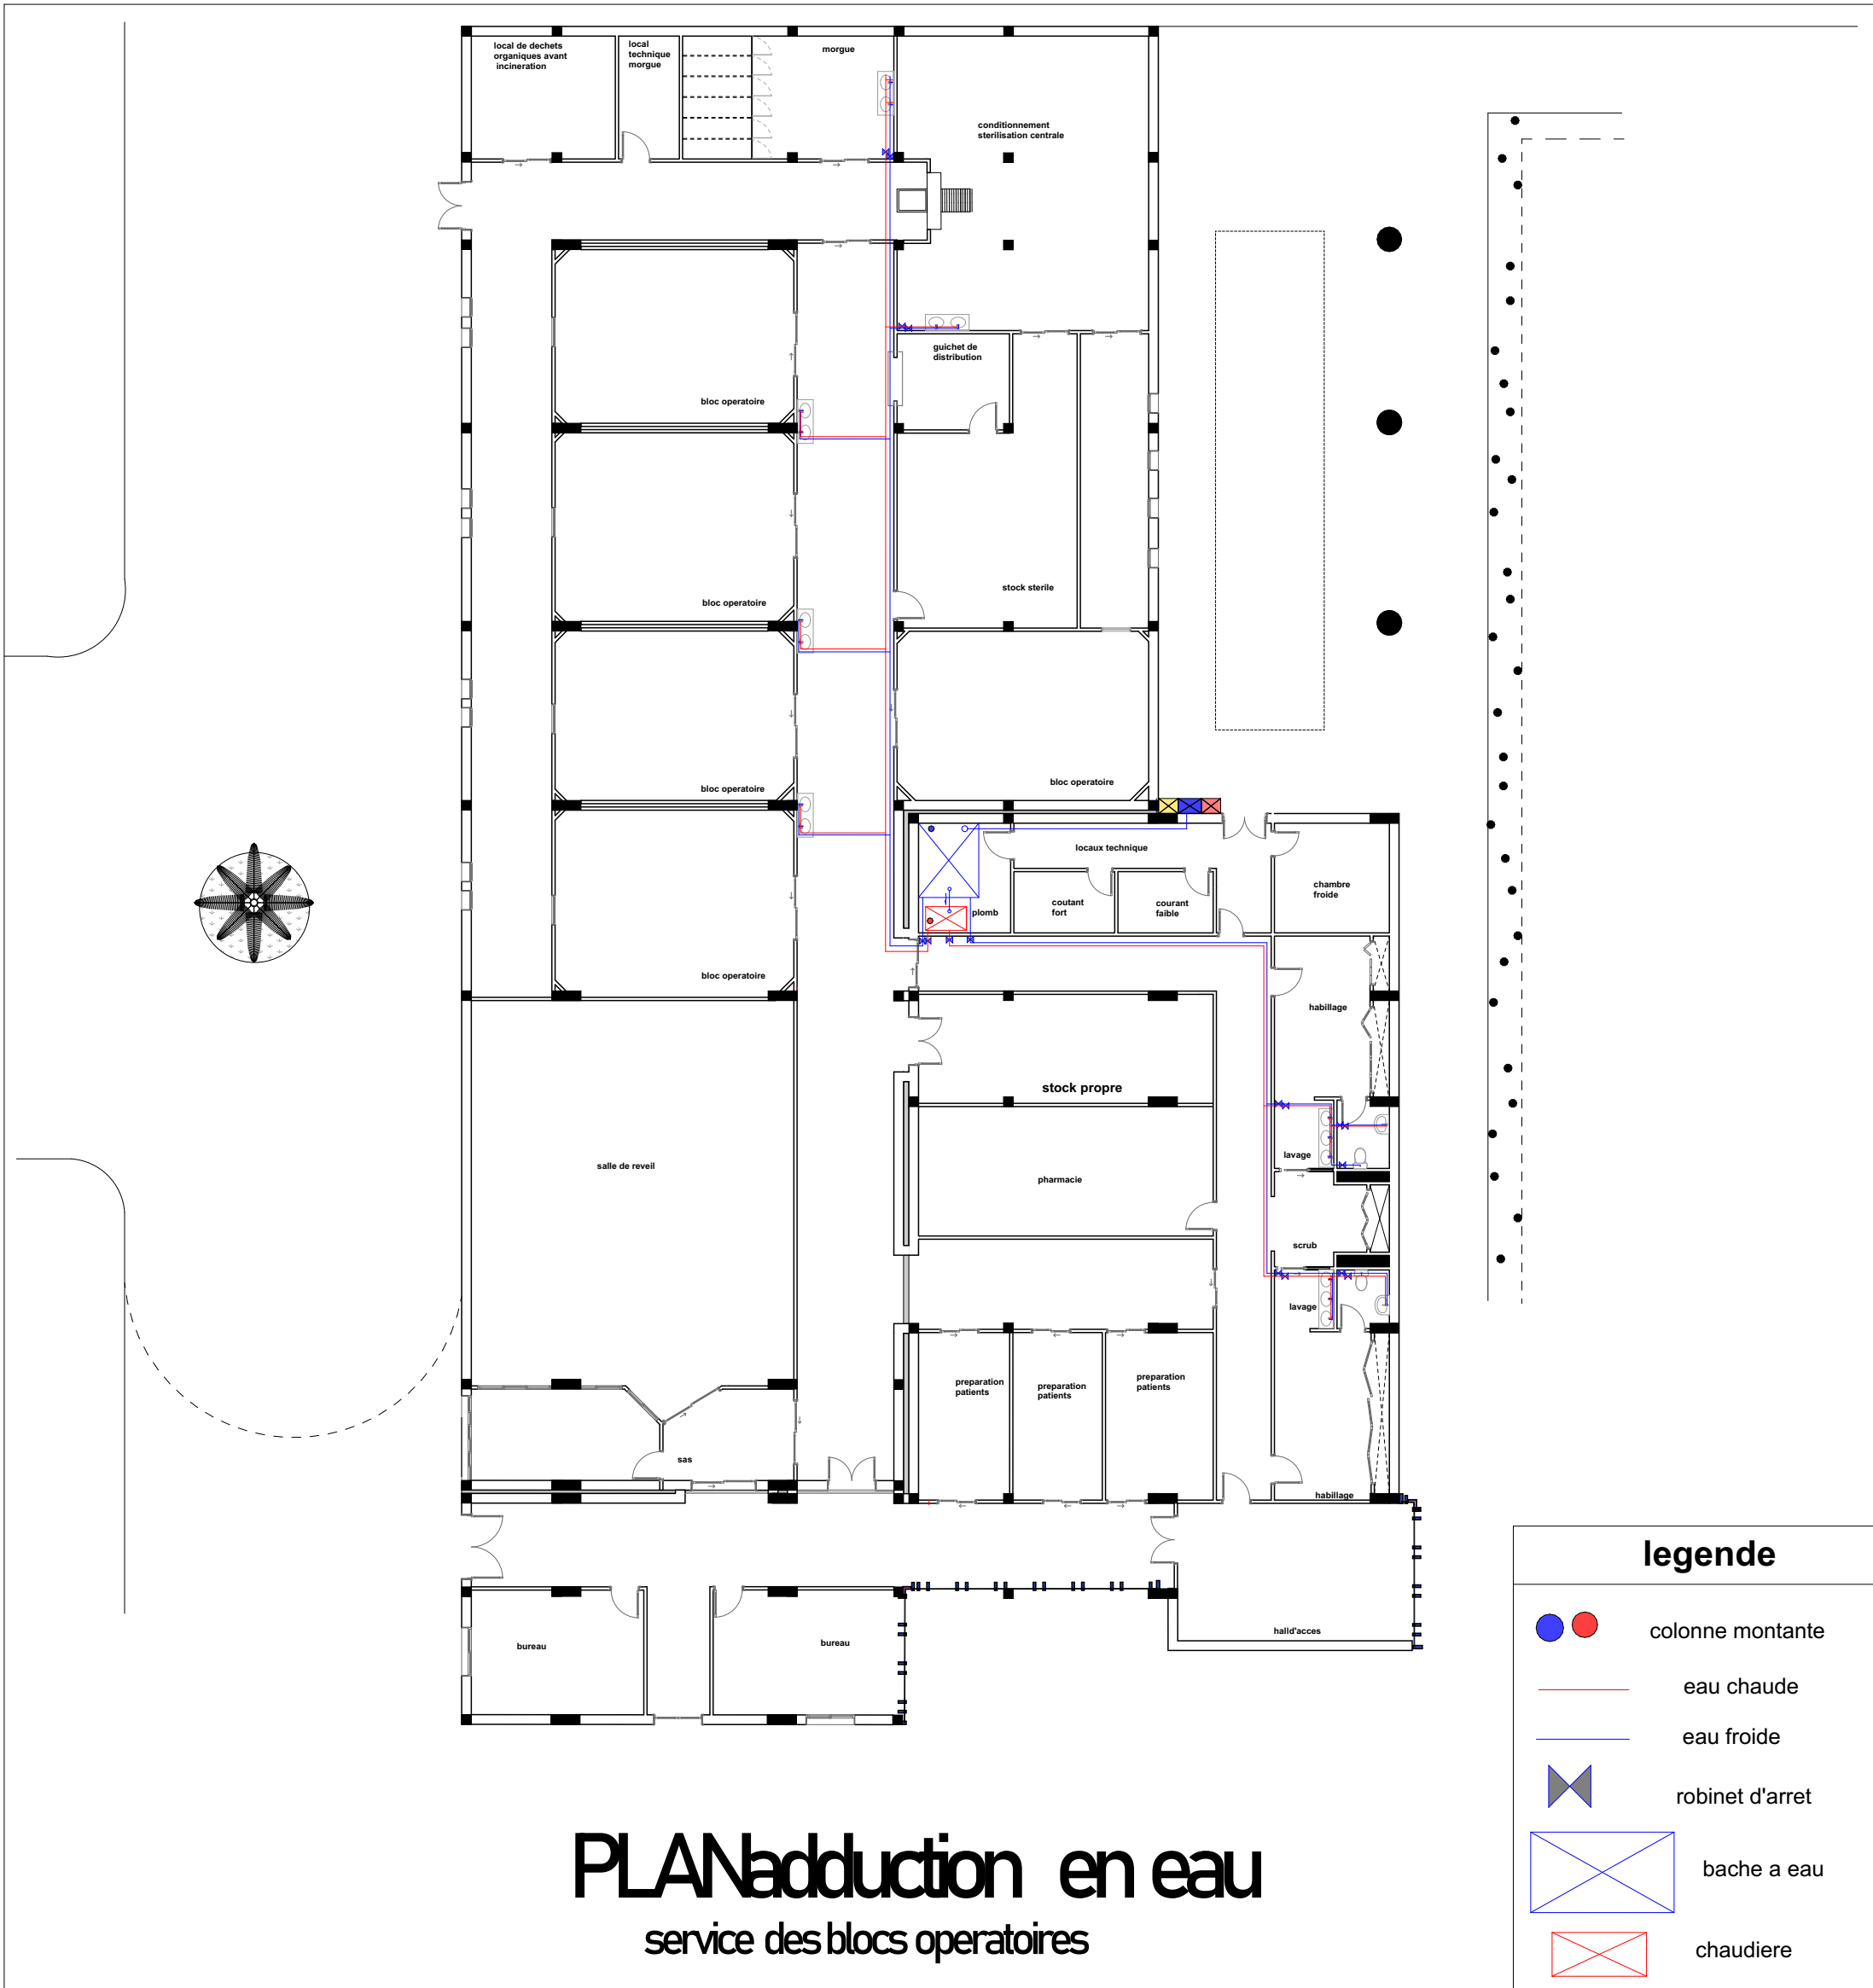 local de dechets
organiques avant
incineration
local
technique
morgue
morgue
conditionnement
sterilisation centrale
guichet de
distribution
bloc operatoire
bloc operatoire
stock sterile
bloc operatoire
bloc operatoire
locaux technique
chambre
froide
coutant
fort
courant
faible
plomb
bloc operatoire
habillage
stock propre
lavage
salle de reveil
pharmacie
scrub
lavage
preparation
patients
preparation
patients
preparation
patients
sas
habillage
bureau
bureau
halld'acces
legende
colonne montante
eau chaude
eau froide
robinet d'arret
bache a eau
chaudiere
PLANadduction en eau
service des blocs operatoires